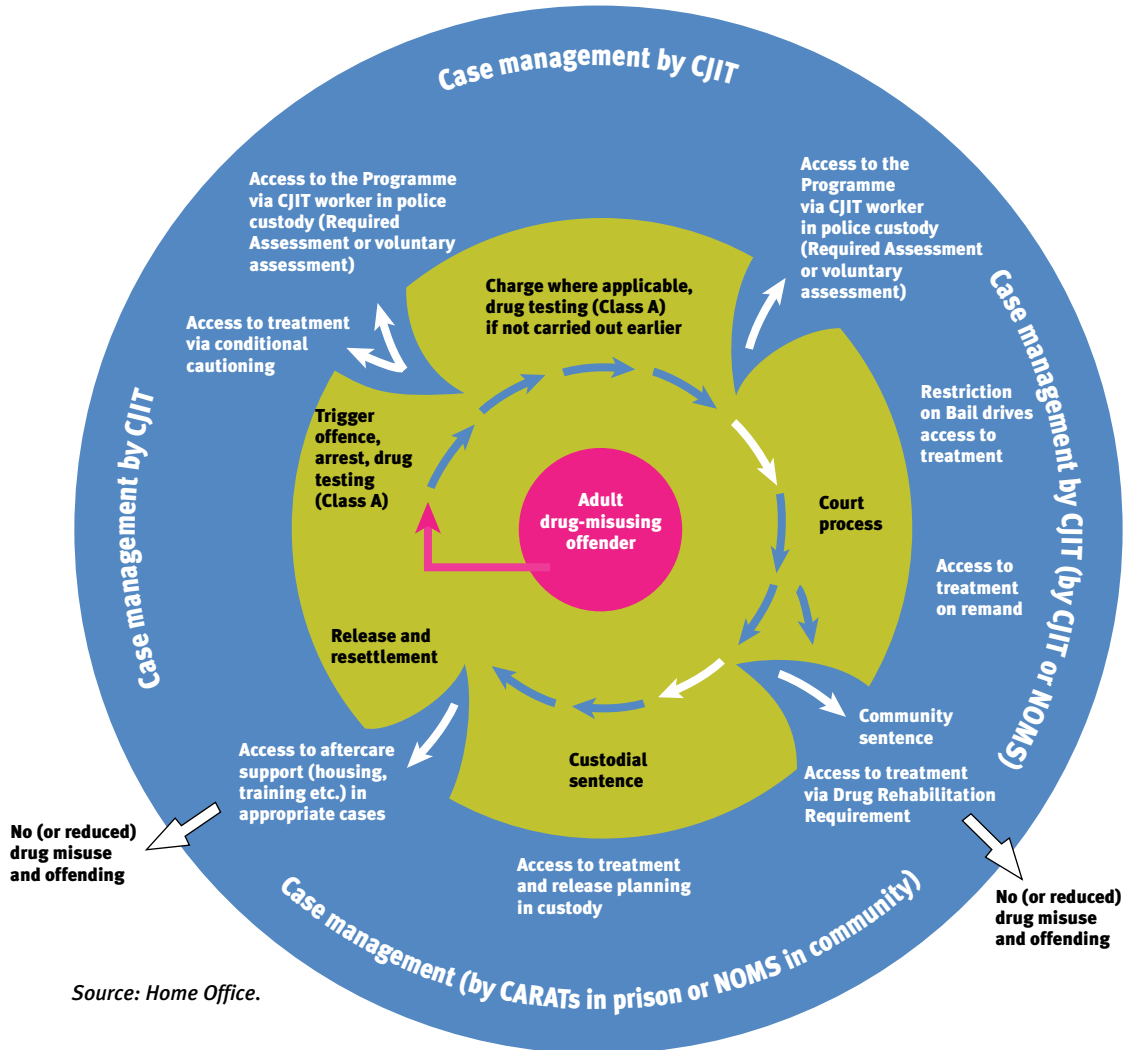 Case management by CJIT
Access to the Programme
via CJIT worker in police
custody (Required
Assessment or voluntary
assessment)
Access to the
Programme
via CJIT worker
in police custody
(Required Assessment
or voluntary
assessment)
Charge where applicable,
drug testing (Class A)
if not carried out earlier
Access to treatment
via conditional
cautioning
Case management by CJIT
Trigger
offence,
arrest, drug
testing
(Class A)
Adult
drug-misusing
offender
Court
process
Restriction
on Bail drives
access to
treatment
Access to
treatment
on remand
Case management by CJIT (by CJIT or NOMS)
Release and
resettlement
Custodial
sentence
Community
sentence
Access to treatment
via Drug Rehabilitation
Requirement
Access to aftercare
support (housing,
training etc.) in
appropriate cases
No (or reduced)
drug misuse
and offending
Access to treatment
and release planning
in custody
No (or reduced)
drug misuse
and offending
Case management (by CARATs in prison or NOMS in community)
Source: Home Office.